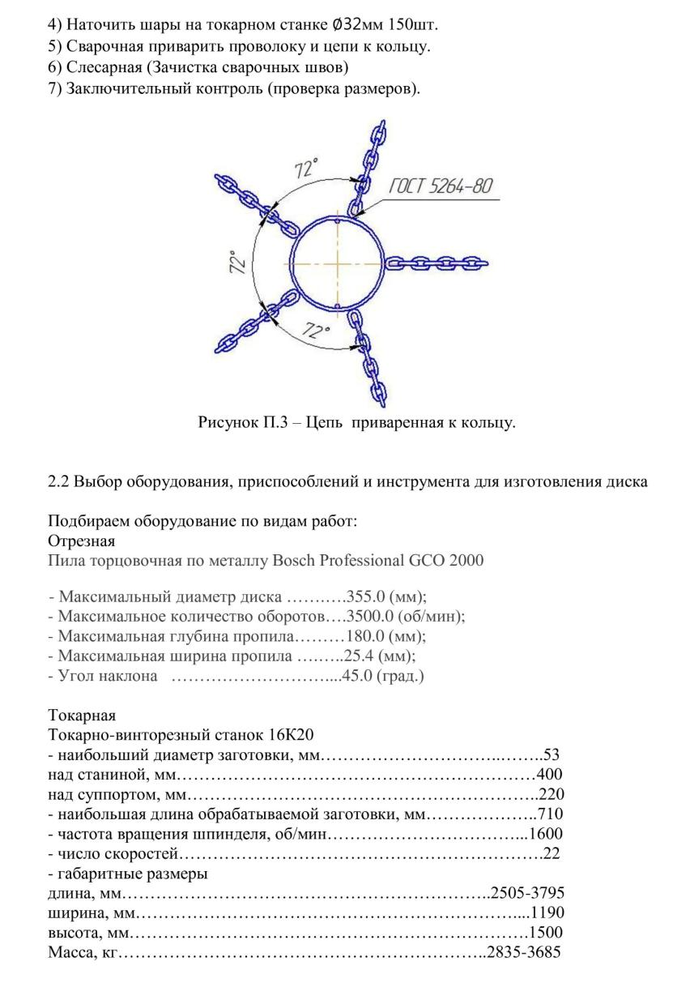 4) Наточить шары на токарном станке Ø32мм 150шт.
5) Сварочная приварить проволоку и цепи к кольцу.
6) Слесарная (Зачистка сварочных швов)
7) Заключительный контроль (проверка размеров).
72°
ГОСТ 5264-80
72°
72°
Рисунок П.3 – Цепь приваренная к кольцу.
2.2 Выбор оборудования, приспособлений и инструмента для изготовления диска
Подбираем оборудование по видам работ:
Отрезная
Пила торцовочная по металлу Bosch Professional GCO 2000
- Максимальный диаметр диска ……….355.0 (мм);
- Максимальное количество оборотов….3500.0 (об/мин);
- Максимальная глубина пропила………180.0 (мм);
- Максимальная ширина пропила ….…..25.4 (мм);
- Угол наклона ………………………....45.0 (град.)
Токарная
Токарно-винторезный станок 16К20
- наибольший диаметр заготовки, мм…………………………..……..53
над станиной, мм………………………………………………………400
над суппортом, мм……………………………………………………..220
- наибольшая длина обрабатываемой заготовки, мм………………..710
- частота вращения шпинделя, об/мин……………………………...1600
- число скоростей……………………………………………………….22
- габаритные размеры
длина, мм………………………………………………………..2505-3795
ширина, мм…………………………………………………………...1190
высота, мм…………………………………………………………….1500
Масса, кг………………………………………………………..2835-3685